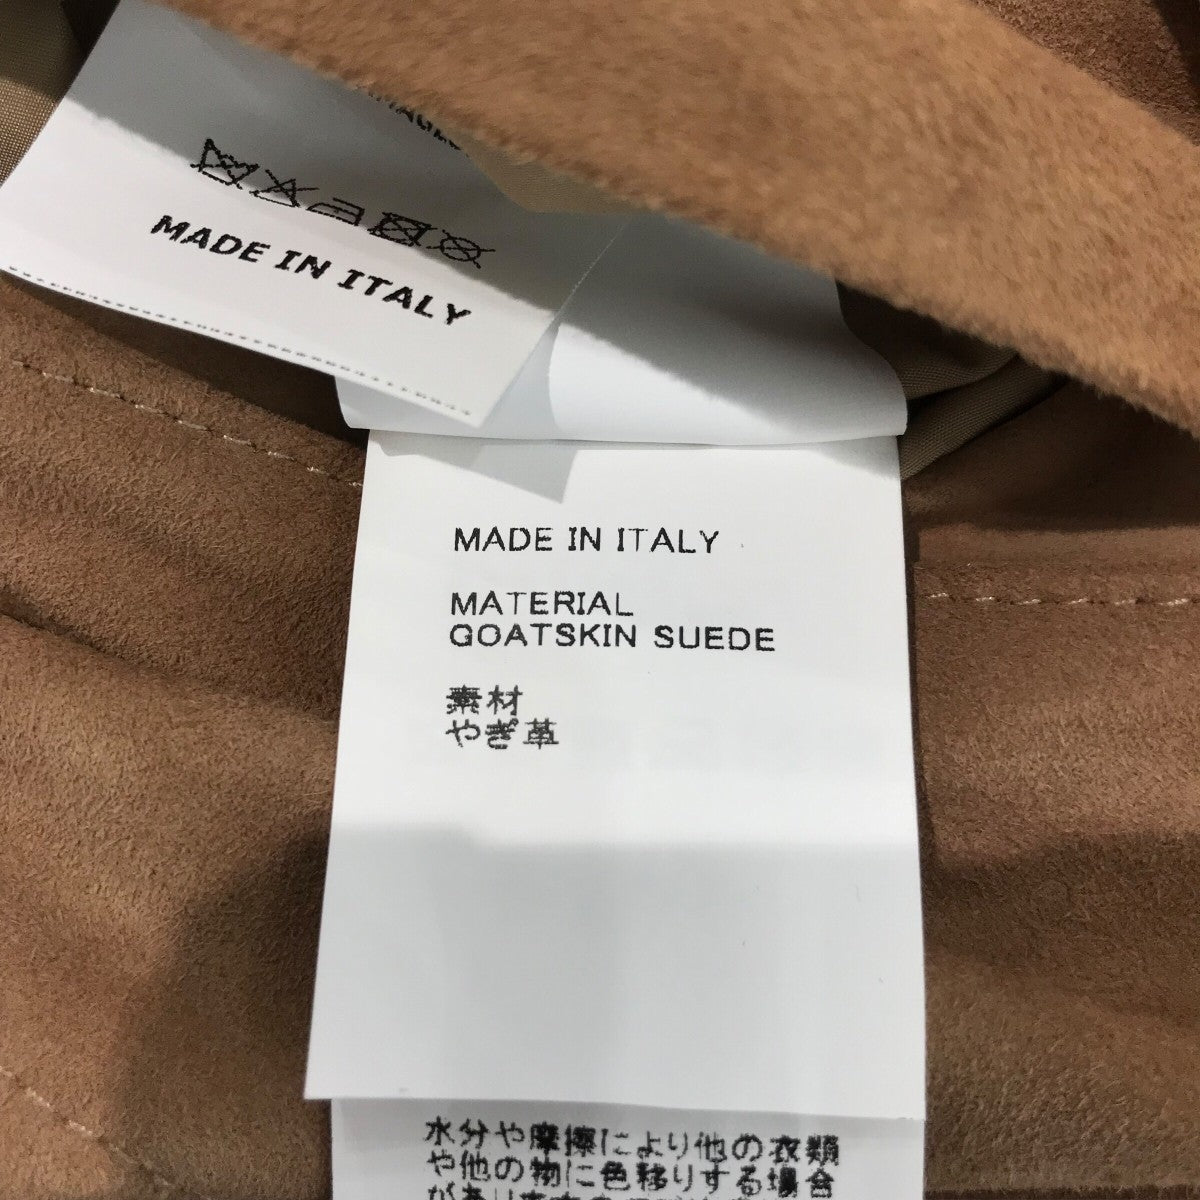 MADE IN ITALY
MADE IN ITALY
MATERIAL
GOATSKIN SUEDE
素材
やぎ革
水分や摩擦により他の衣類
や他の物に色移りする場合